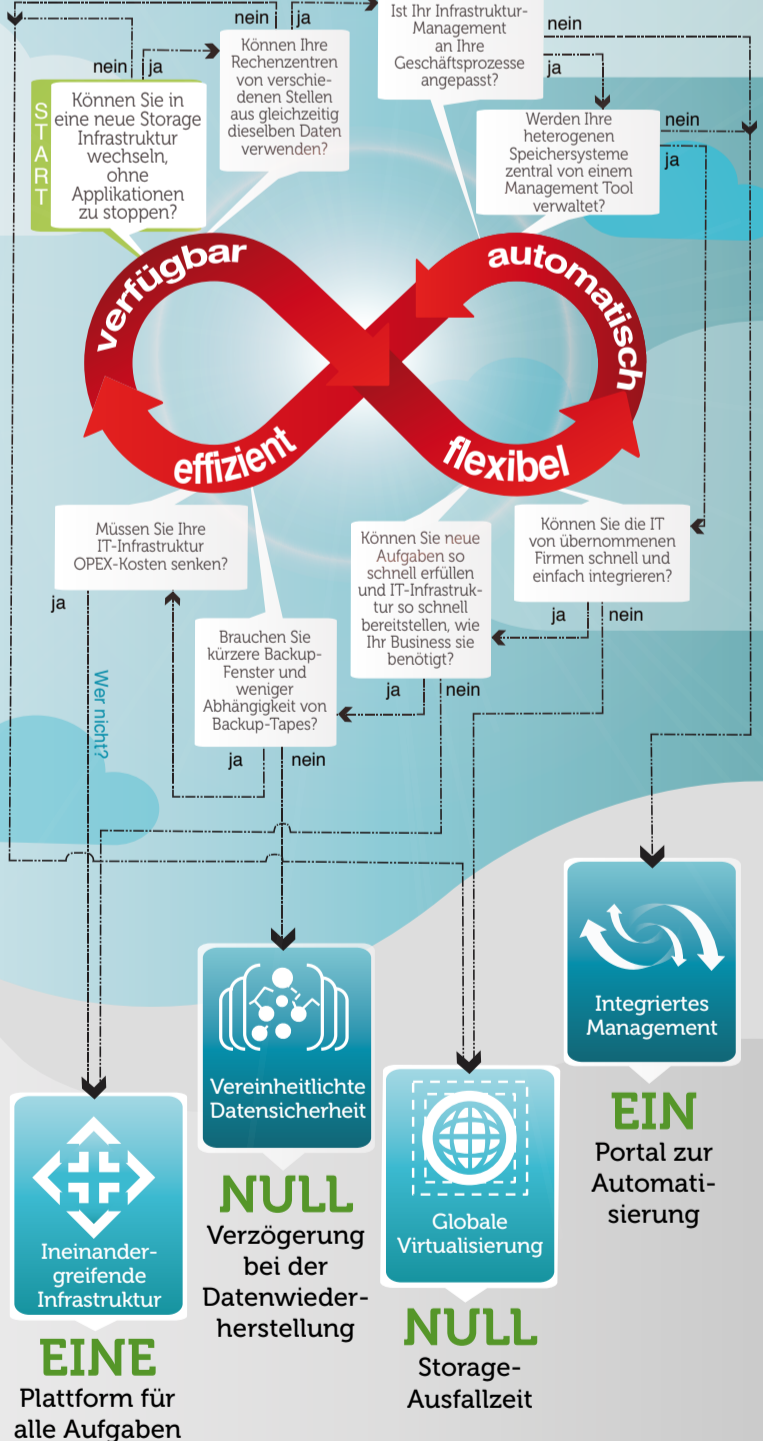 nein
ja
Ist Ihr Infrastruktur-
Management
an Ihre
Geschäftsprozesse
angepasst?
nein
ja
Können Ihre
Rechenzentren
von verschie-
denen Stellen
aus gleichzeitig
dieselben Daten
verwenden?
nein
ja
START
Können Sie in
eine neue Storage
Infrastruktur
wechseln,
ohne
Applikationen
zu stoppen?
Werden Ihre
heterogenen
Speichersysteme
zentral von einem
Management Tool
verwaltet?
nein
ja
verfügbar
automatisch
effizient
flexibel
Müssen Sie Ihre
IT-Infrastruktur
OPEX-Kosten senken?
ja
Wer nicht?
Können Sie neue
Aufgaben so
schnell erfüllen
und IT-Infrastruk-
tur so schnell
bereitstellen, wie
Ihr Business sie
benötigt?
ja
nein
Können Sie die IT
von übernommenen
Firmen schnell und
einfach integrieren?
ja
nein
Brauchen Sie
kürzere Backup-
Fenster und
weniger
Abhängigkeit von
Backup-Tapes?
ja
nein
Integriertes
Management
EIN
Portal zur
Automati-
sierung
Vereinheitlichte
Datensicherheit
NULL
Verzögerung
bei der
Datenwieder-
herstellung
Globale
Virtualisierung
NULL
Storage-
Ausfallzeit
Ineinander-
greifende
Infrastruktur
EINE
Plattform für
alle Aufgaben